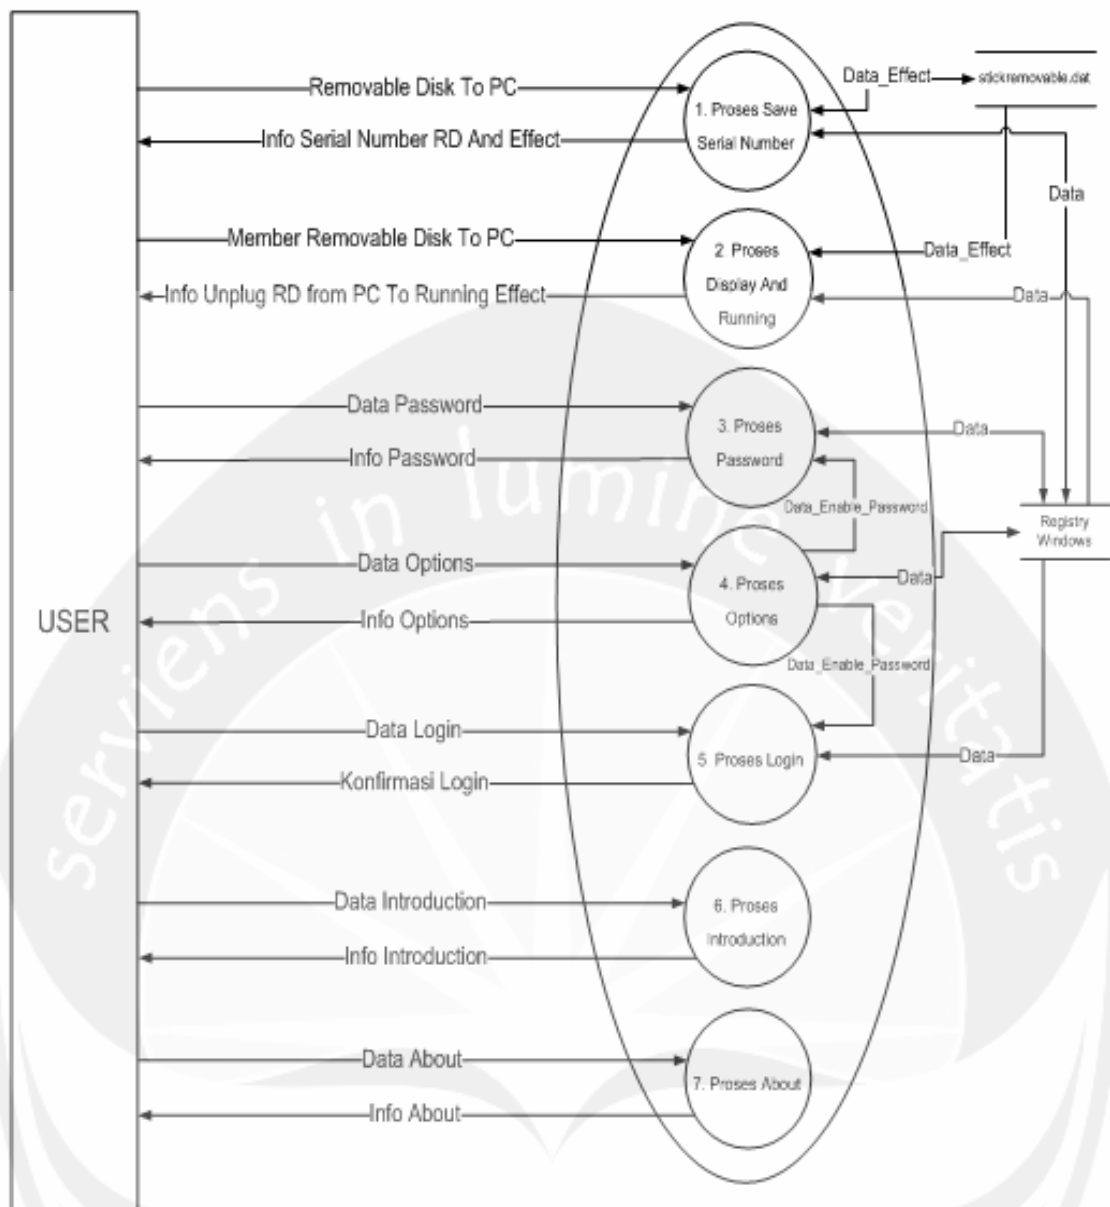 USER
Removable Disk To PC
Info Serial Number RD And Effect
1. Proses Save
Serial Number
Data_Effect
stickremovable.dat
Data
Member Removable Disk To PC
Info Unplug RD from PC To Running Effect
2 Proses
Display And
Running
Data_Effect
Data
Data Password
Info Password
3. Proses
Password
Data
Data_Enable_Password
Registry
Windows
Data Options
Info Options
4. Proses
Options
Data
Data_Enable_Password
Data Login
Konfirmasi Login
5 Proses Login
Data
Data Introduction
Info Introduction
6. Proses
Introduction
Data About
Info About
7. Proses About
serviens in lumine veritatis